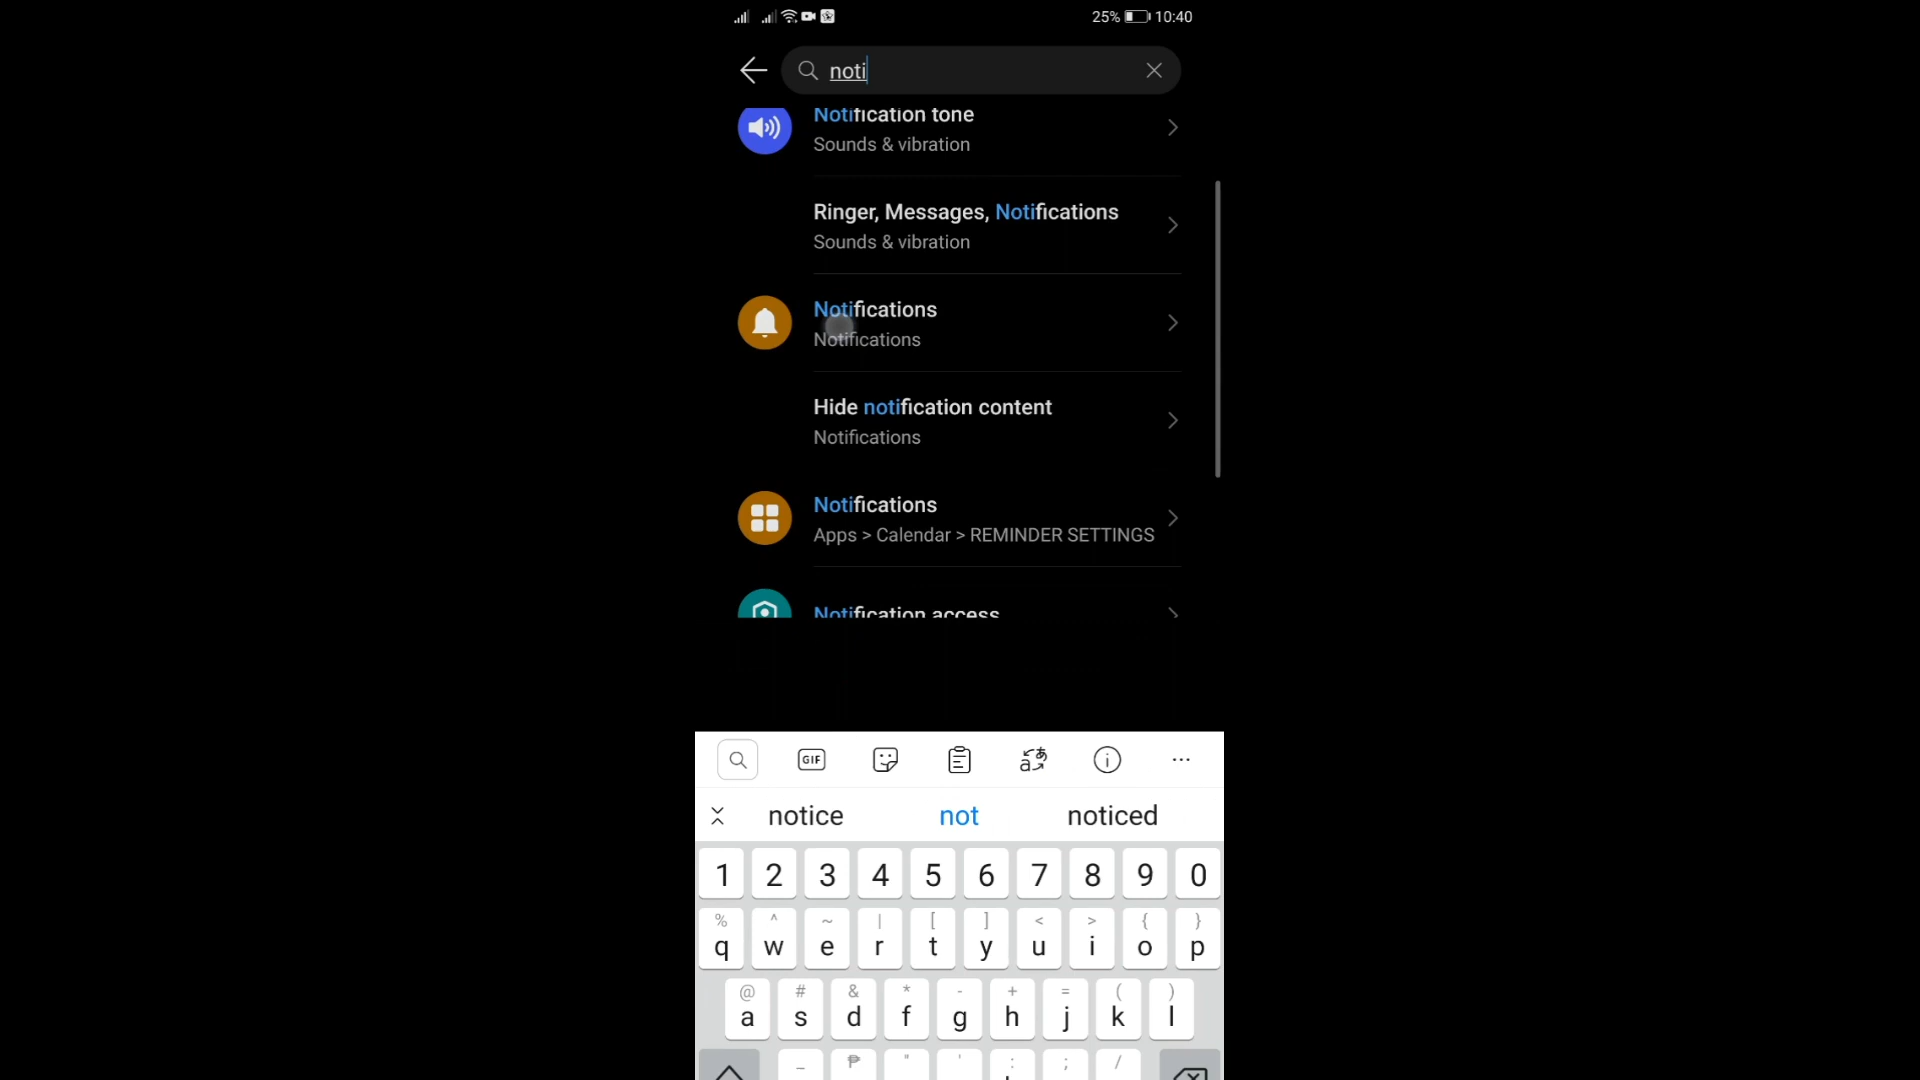 25% 10:40
noti
Notification tone
Sounds & vibration
Ringer, Messages, Notifications
Sounds & vibration
Notifications
Notifications
Hide notification content
Notifications
Notifications
Apps > Calendar > REMINDER SETTINGS
Notification access
GIF
notice not noticed
1 2 3 4 5 6 7 8 9 0
% ^ ~ | [ ] < > { }
q w e r t y u i o p
@ # & * - + = ( )
a s d f g h j k l
_ ₱ " ' : ; /